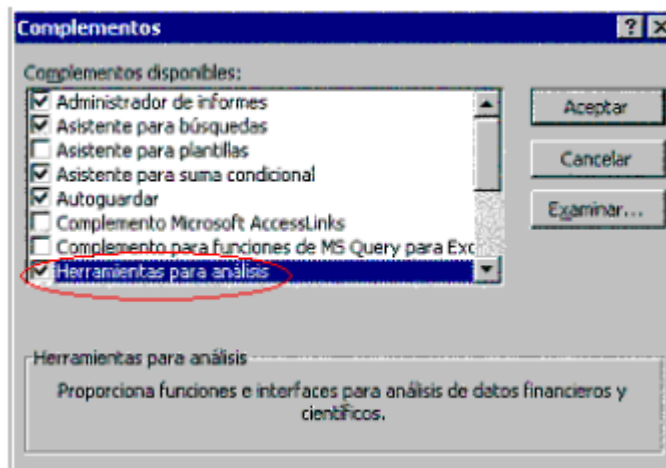 Complementos
Complementos disponibles:
Administrador de informes
Asistente para búsquedas
Asistente para plantillas
Asistente para suma condicional
Autoguardar
Complemento Microsoft AccessLinks
Complemento para funciones de MS Query para Exc
Herramientas para análisis
Aceptar
Cancelar
Examinar...
Herramientas para análisis
Proporciona funciones e interfaces para análisis de datos financieros y
científicos.